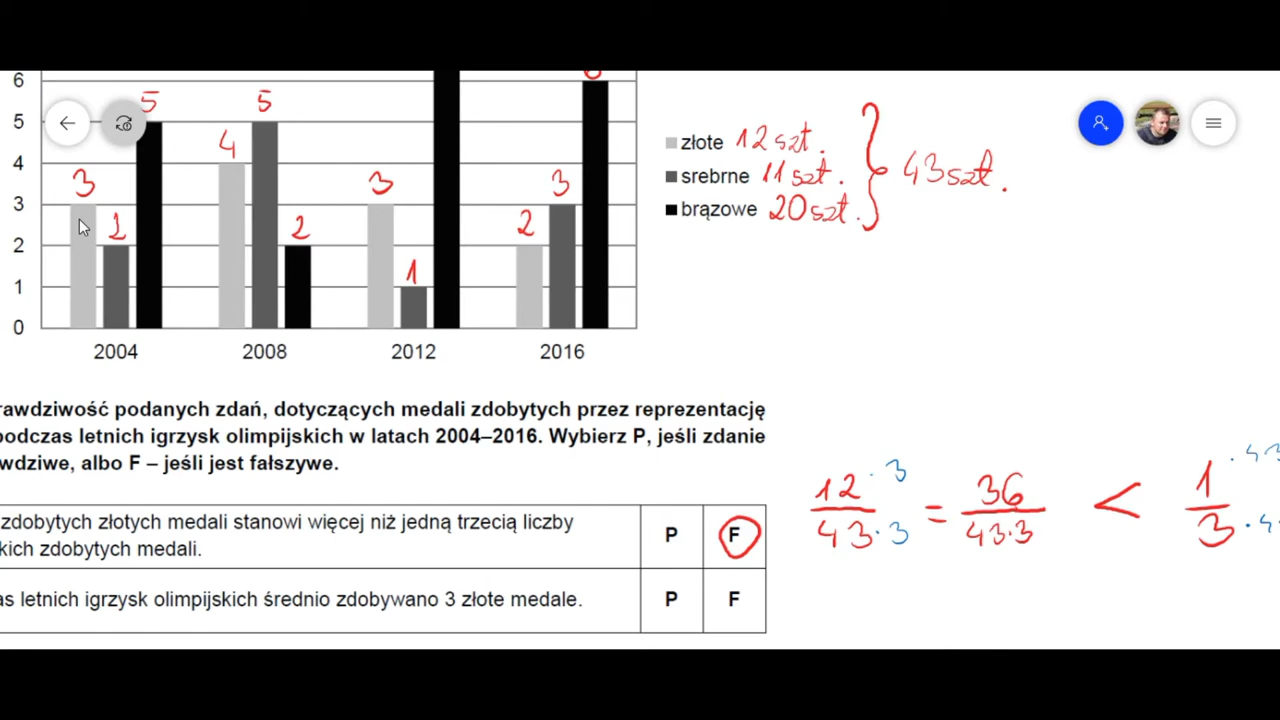 6
5
4
3
2
1
0
5
5
4
3
2
2
3
1
2
3
6
2004 2008 2012 2016
złote 12 szt.
srebrne 11 szt.
brązowe 20 szt.
43 szt.
rawdziwość podanych zdań, dotyczących medali zdobytych przez reprezentację
podczas letnich igrzysk olimpijskich w latach 2004–2016. Wybierz P, jeśli zdanie
wdziwe, albo F – jeśli jest fałszywe.
zdobytych złotych medali stanowi więcej niż jedną trzecią liczby
kich zdobytych medali.
P F
as letnich igrzysk olimpijskich średnio zdobywano 3 złote medale.
P F
12 · 3 36 1 · 43
= <
43 · 3 43·3 3 · 4